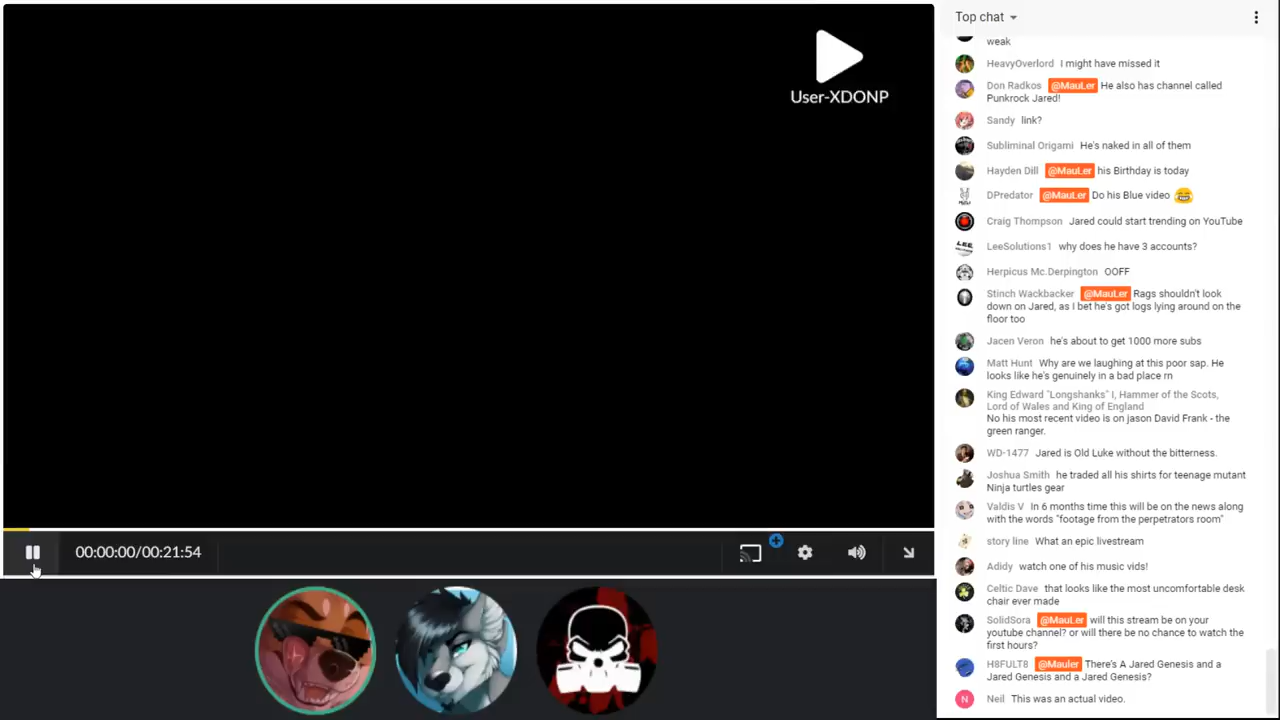 User-XDONP
00:00:00/00:21:54
Top chat
weak
HeavyOverlord I might have missed it
Don Radkos @MauLer He also has channel called
Punkrock Jared!
Sandy link?
Subliminal Origami He's naked in all of them
Hayden Dill @MauLer his Birthday is today
DPredator @MauLer Do his Blue video 😂
Craig Thompson Jared could start trending on YouTube
LeeSolutions1 why does he have 3 accounts?
Herpicus Mc.Derpington OOFF
Stinch Wackbacker @MauLer Rags shouldn't look
down on Jared, as I bet he's got logs lying around on the
floor too
Jacen Veron he's about to get 1000 more subs
Matt Hunt Why are we laughing at this poor sap. He
looks like he's genuinely in a bad place rn
King Edward "Longshanks" I, Hammer of the Scots,
Lord of Wales and King of England
No his most recent video is on jason David Frank - the
green ranger.
WD-1477 Jared is Old Luke without the bitterness.
Joshua Smith he traded all his shirts for teenage mutant
Ninja turtles gear
Valdis V In 6 months time this will be on the news along
with the words "footage from the perpetrators room"
story line What an epic livestream
Adidy watch one of his music vids!
Celtic Dave that looks like the most uncomfortable desk
chair ever made
SolidSora @MauLer will this stream be on your
youtube channel? or will there be no chance to watch the
first hours?
H8FULT8 @Mauler There's A Jared Genesis and a
Jared Genesis and a Jared Genesis?
N
Neil This was an actual video.